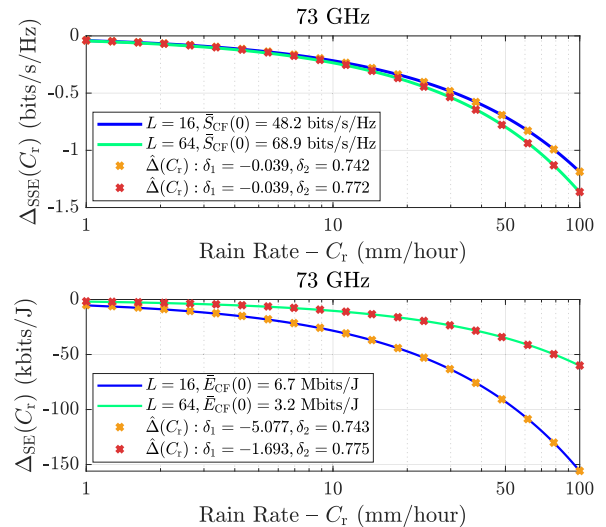 73 GHz
Δ_SSE(C_r) (bits/s/Hz)
0
-0.5
-1
-1.5
L = 16, S̄_CF(0) = 48.2 bits/s/Hz
L = 64, S̄_CF(0) = 68.9 bits/s/Hz
Δ̂(C_r) : δ_1 = −0.039, δ_2 = 0.742
Δ̂(C_r) : δ_1 = −0.039, δ_2 = 0.772
1 10 50 100
Rain Rate − C_r (mm/hour)
73 GHz
Δ_SE(C_r) (kbits/J)
0
-50
-100
-150
L = 16, Ē_CF(0) = 6.7 Mbits/J
L = 64, Ē_CF(0) = 3.2 Mbits/J
Δ̂(C_r) : δ_1 = −5.077, δ_2 = 0.743
Δ̂(C_r) : δ_1 = −1.693, δ_2 = 0.775
1 10 50 100
Rain Rate − C_r (mm/hour)